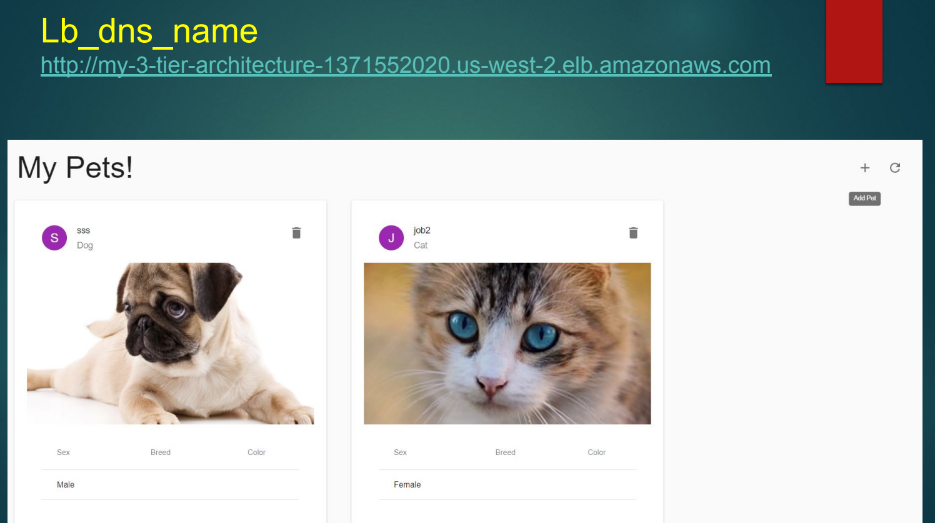 Lb_dns_name
http://my-3-tier-architecture-1371552020.us-west-2.elb.amazonaws.com
My Pets!
Add Pet
S sss
Dog
J job2
Cat
Sex Breed Color
Male
Sex Breed Color
Female